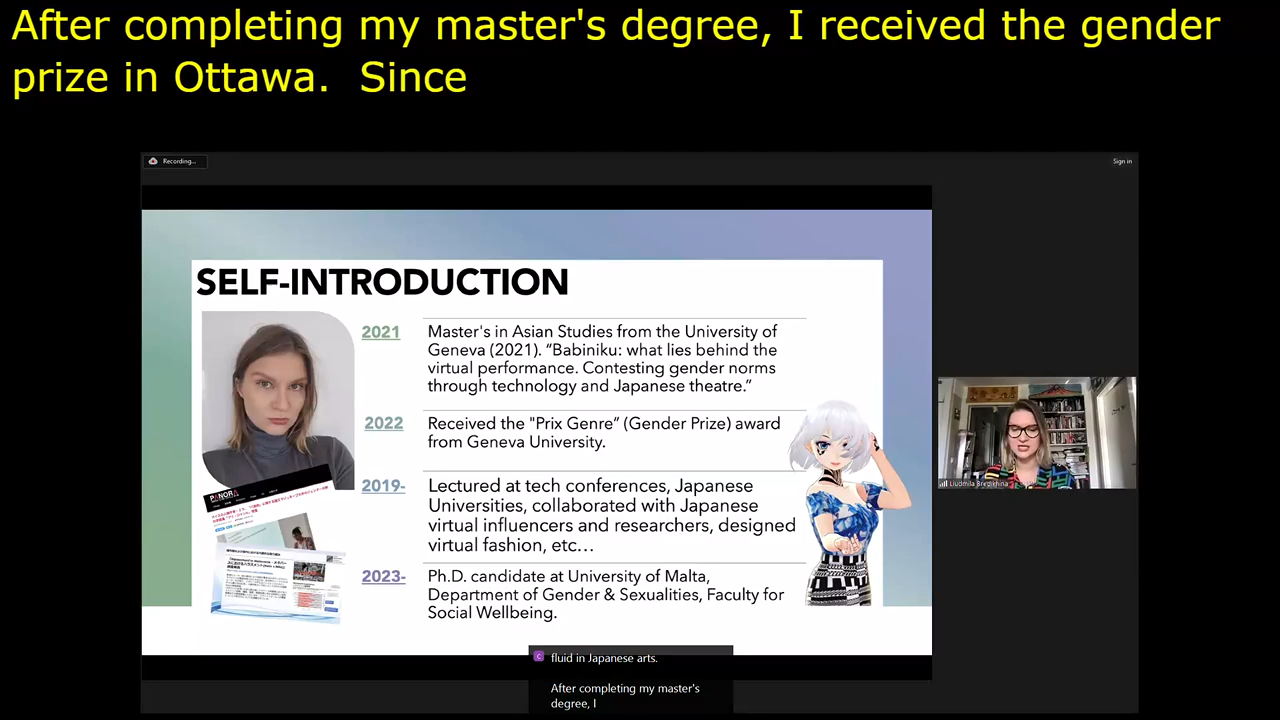 After completing my master's degree, I received the gender
prize in Ottawa. Since
Recording...
Sign in
SELF-INTRODUCTION
2021
Master's in Asian Studies from the University of
Geneva (2021). “Babiniku: what lies behind the
virtual performance. Contesting gender norms
through technology and Japanese theatre.”
2022
Received the "Prix Genre” (Gender Prize) award
from Geneva University.
2019-
Lectured at tech conferences, Japanese
Universities, collaborated with Japanese
virtual influencers and researchers, designed
virtual fashion, etc…
2023-
Ph.D. candidate at University of Malta,
Department of Gender & Sexualities, Faculty for
Social Wellbeing.
PANORA
Liudmila Bredikhina
C
fluid in Japanese arts.
After completing my master's
degree, I